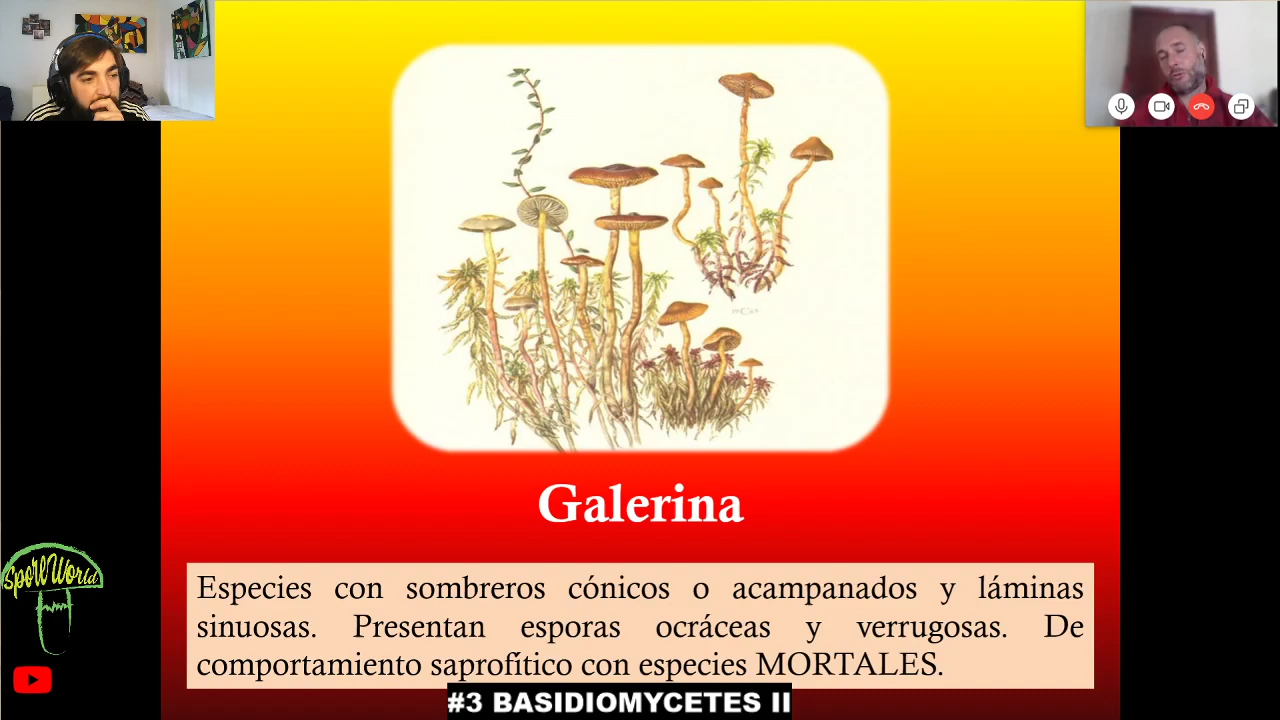 Galerina
Especies con sombreros cónicos o acampanados y láminas
sinuosas. Presentan esporas ocráceas y verrugosas. De
comportamiento saprofítico con especies MORTALES.
SporeWorld
#3 BASIDIOMYCETES II